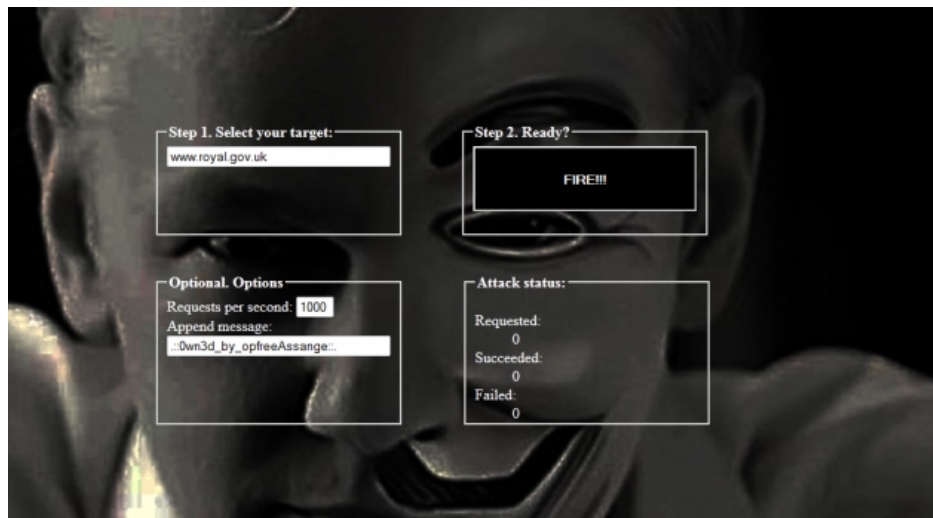 Step 1. Select your target:
www.royal.gov.uk
Step 2. Ready?
FIRE!!!
Optional. Options
Requests per second: 1000
Append message:
.::0wn3d_by_opfreeAssange::.
Attack status:
Requested:
0
Succeeded:
0
Failed:
0